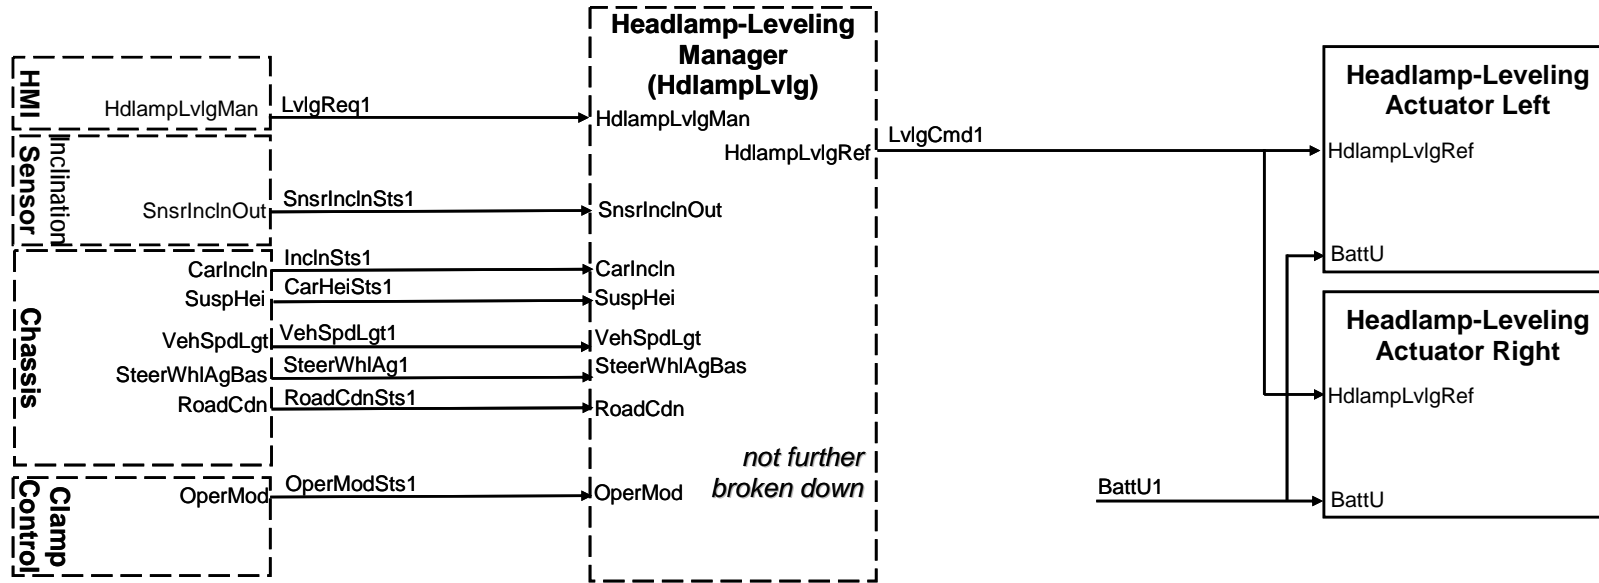 HMI
HdlampLvlgMan
LvlgReq1
Inclination
Sensor
SnsrInclnOut
SnsrInclnSts1
Chassis
CarIncln
InclnSts1
SuspHei
CarHeiSts1
VehSpdLgt
VehSpdLgt1
SteerWhlAgBas
SteerWhlAg1
RoadCdn
RoadCdnSts1
Clamp
Control
OperMod
OperModSts1
Headlamp-Leveling
Manager
(HdlampLvlg)
HdlampLvlgMan
HdlampLvlgRef
SnsrInclnOut
CarIncln
SuspHei
VehSpdLgt
SteerWhlAgBas
RoadCdn
not further
broken down
OperMod
LvlgCmd1
BattU1
Headlamp-Leveling
Actuator Left
HdlampLvlgRef
BattU
Headlamp-Leveling
Actuator Right
HdlampLvlgRef
BattU